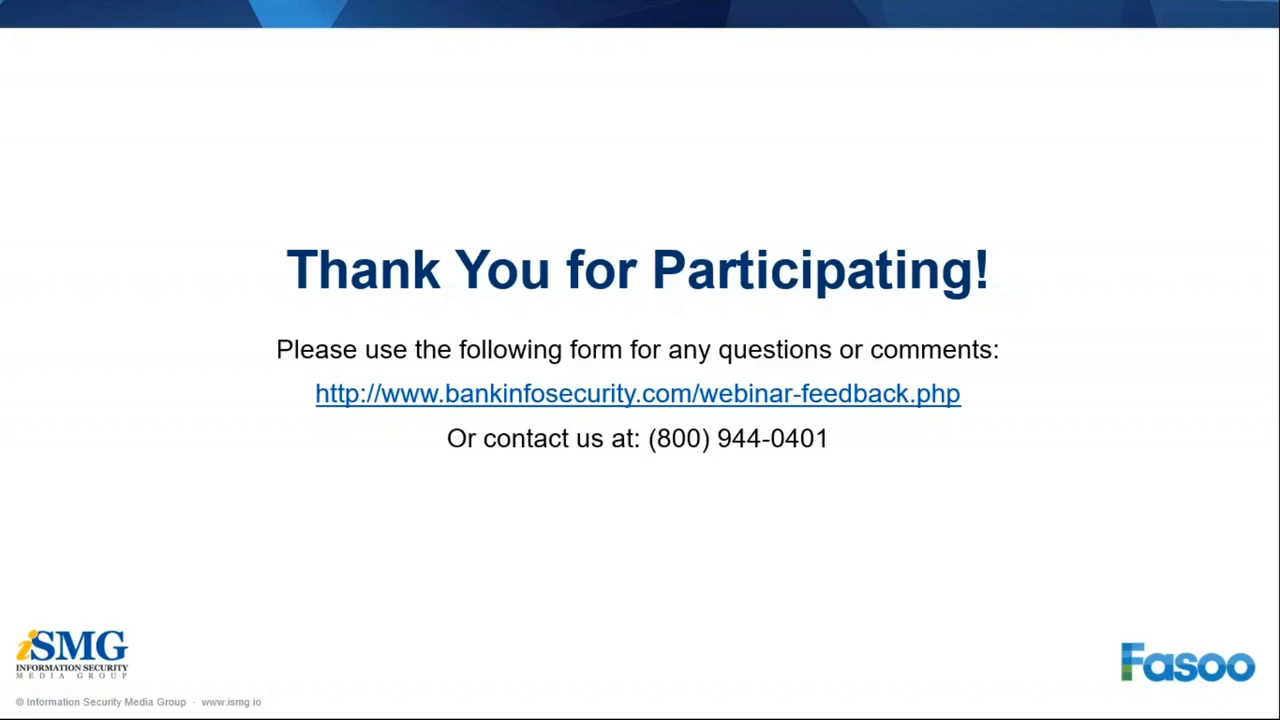 Thank You for Participating!
Please use the following form for any questions or comments:
http://www.bankinfosecurity.com/webinar-feedback.php
Or contact us at: (800) 944-0401
iSMG
INFORMATION SECURITY
MEDIA GROUP
Fasoo
© Information Security Media Group · www.ismg.io